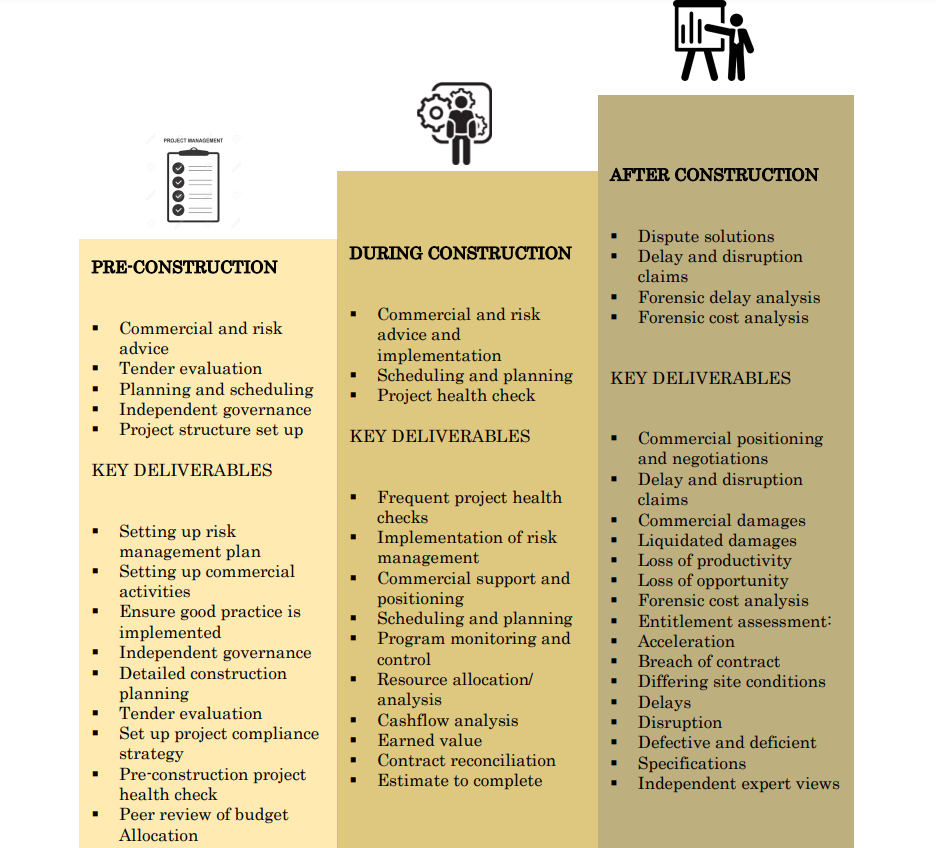 PROJECT MANAGEMENT
PRE-CONSTRUCTION
▪ Commercial and risk
advice
▪ Tender evaluation
▪ Planning and scheduling
▪ Independent governance
▪ Project structure set up
KEY DELIVERABLES
▪ Setting up risk
management plan
▪ Setting up commercial
activities
▪ Ensure good practice is
implemented
▪ Independent governance
▪ Detailed construction
planning
▪ Tender evaluation
▪ Set up project compliance
strategy
▪ Pre-construction project
health check
▪ Peer review of budget
Allocation
DURING CONSTRUCTION
▪ Commercial and risk
advice and
implementation
▪ Scheduling and planning
▪ Project health check
KEY DELIVERABLES
▪ Frequent project health
checks
▪ Implementation of risk
management
▪ Commercial support and
positioning
▪ Scheduling and planning
▪ Program monitoring and
control
▪ Resource allocation/
analysis
▪ Cashflow analysis
▪ Earned value
▪ Contract reconciliation
▪ Estimate to complete
AFTER CONSTRUCTION
▪ Dispute solutions
▪ Delay and disruption
claims
▪ Forensic delay analysis
▪ Forensic cost analysis
KEY DELIVERABLES
▪ Commercial positioning
and negotiations
▪ Delay and disruption
claims
▪ Commercial damages
▪ Liquidated damages
▪ Loss of productivity
▪ Loss of opportunity
▪ Forensic cost analysis
▪ Entitlement assessment:
▪ Acceleration
▪ Breach of contract
▪ Differing site conditions
▪ Delays
▪ Disruption
▪ Defective and deficient
▪ Specifications
▪ Independent expert views